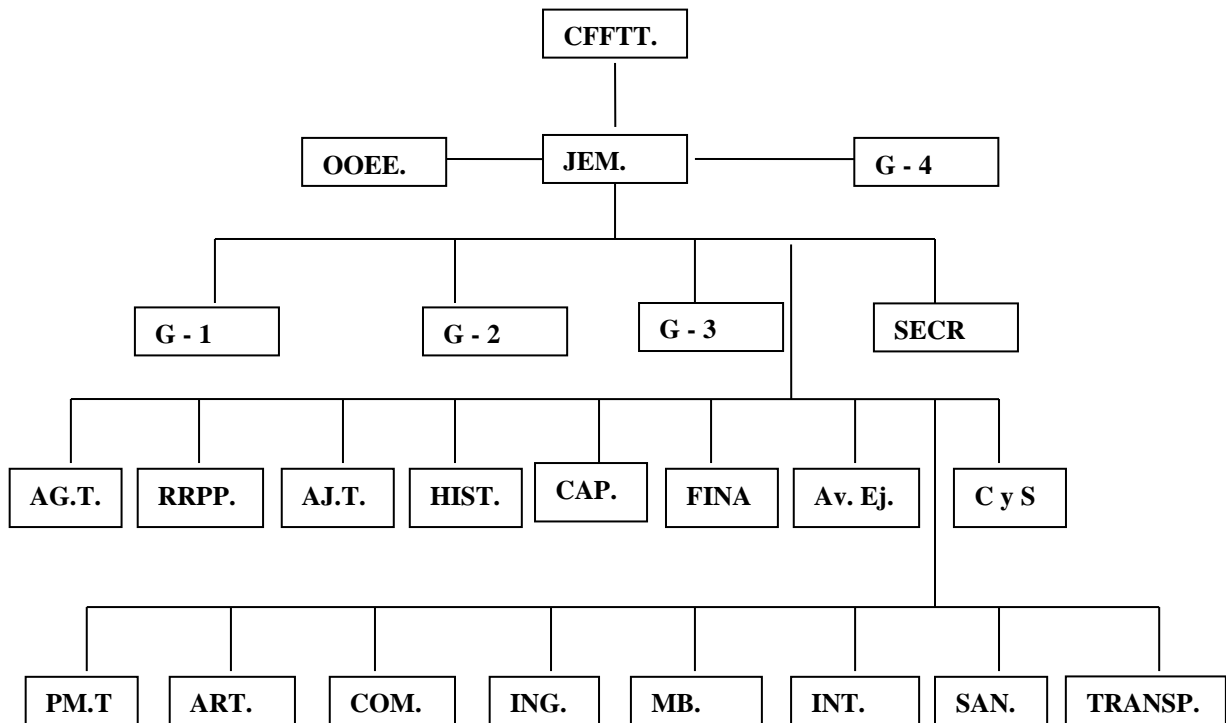 CFFTT.
OOEE.
JEM.
G - 4
G - 1
G - 2
G - 3
SECR
AG.T.
RRPP.
AJ.T.
HIST.
CAP.
FINA
Av. Ej.
C y S
PM.T
ART.
COM.
ING.
MB.
INT.
SAN.
TRANSP.